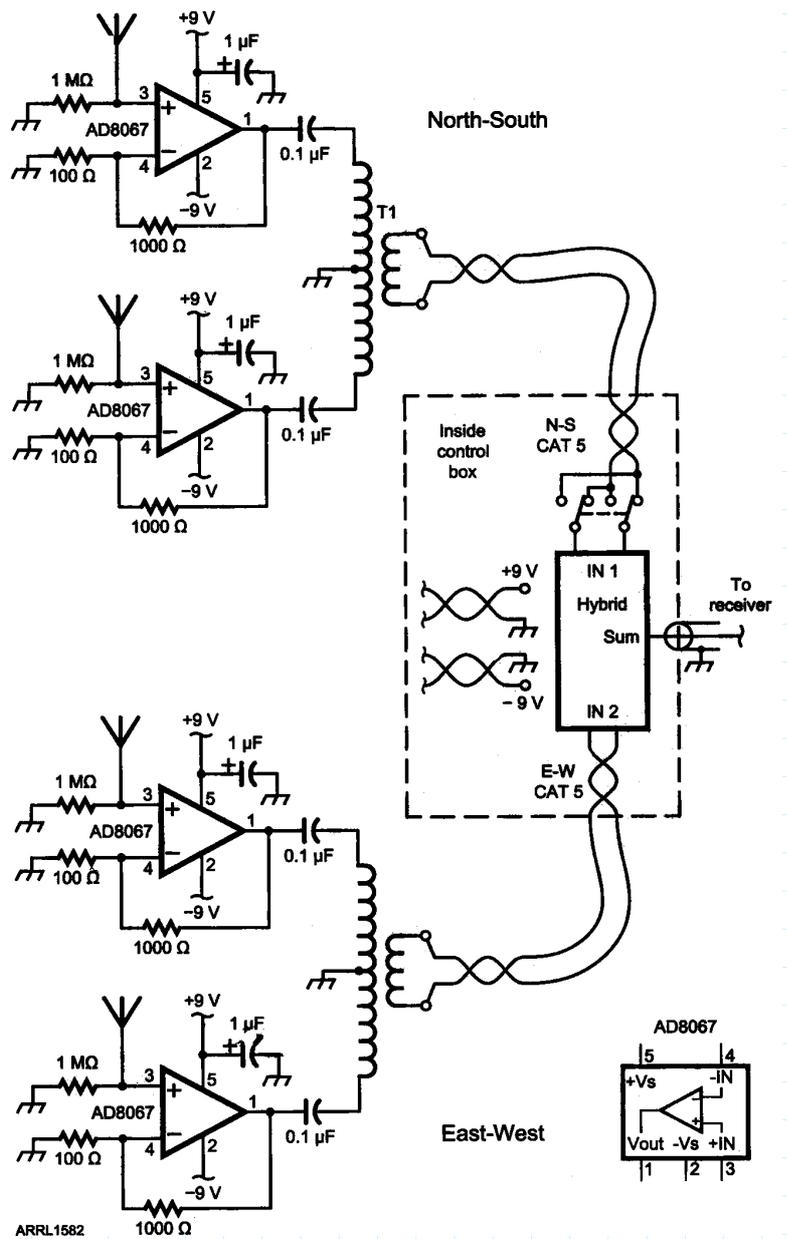 +9 V
1 µF
+
1 MΩ
3
5
+
AD8067
1
−
4
2
0.1 µF
100 Ω
−9 V
1000 Ω
North-South
T1
+9 V
1 µF
+
1 MΩ
3
5
+
AD8067
1
−
4
2
0.1 µF
100 Ω
−9 V
1000 Ω
Inside
control
box
N-S
CAT 5
+9 V
− 9 V
IN 1
Hybrid
Sum
IN 2
To
receiver
E-W
CAT 5
+9 V
1 µF
+
1 MΩ
3
5
+
AD8067
1
−
4
2
0.1 µF
100 Ω
−9 V
1000 Ω
+9 V
1 µF
+
1 MΩ
3
5
+
AD8067
1
−
4
2
0.1 µF
100 Ω
−9 V
1000 Ω
East-West
AD8067
5
4
+Vs
-IN
−
+
Vout -Vs +IN
1
2
3
ARRL1582